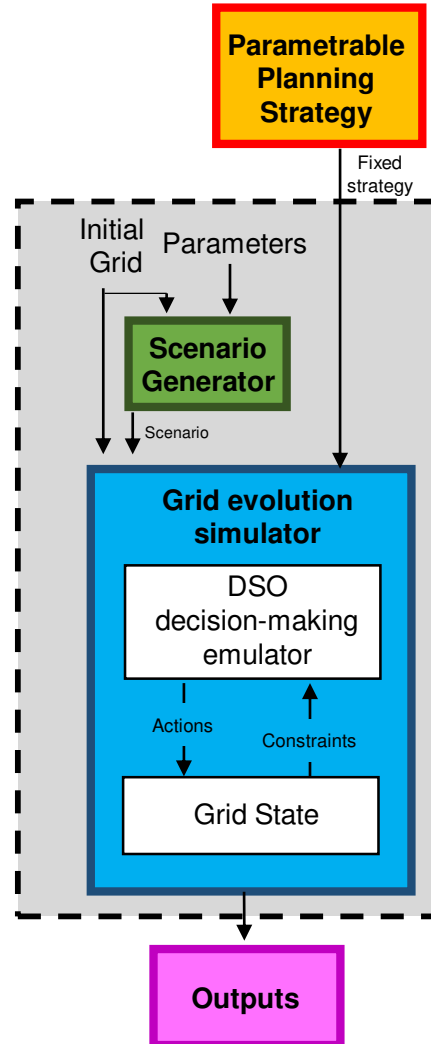 Parametrable
Planning
Strategy
Fixed
strategy
Initial
Grid
Parameters
Scenario
Generator
Scenario
Grid evolution
simulator
DSO
decision-making
emulator
Actions
Constraints
Grid State
Outputs